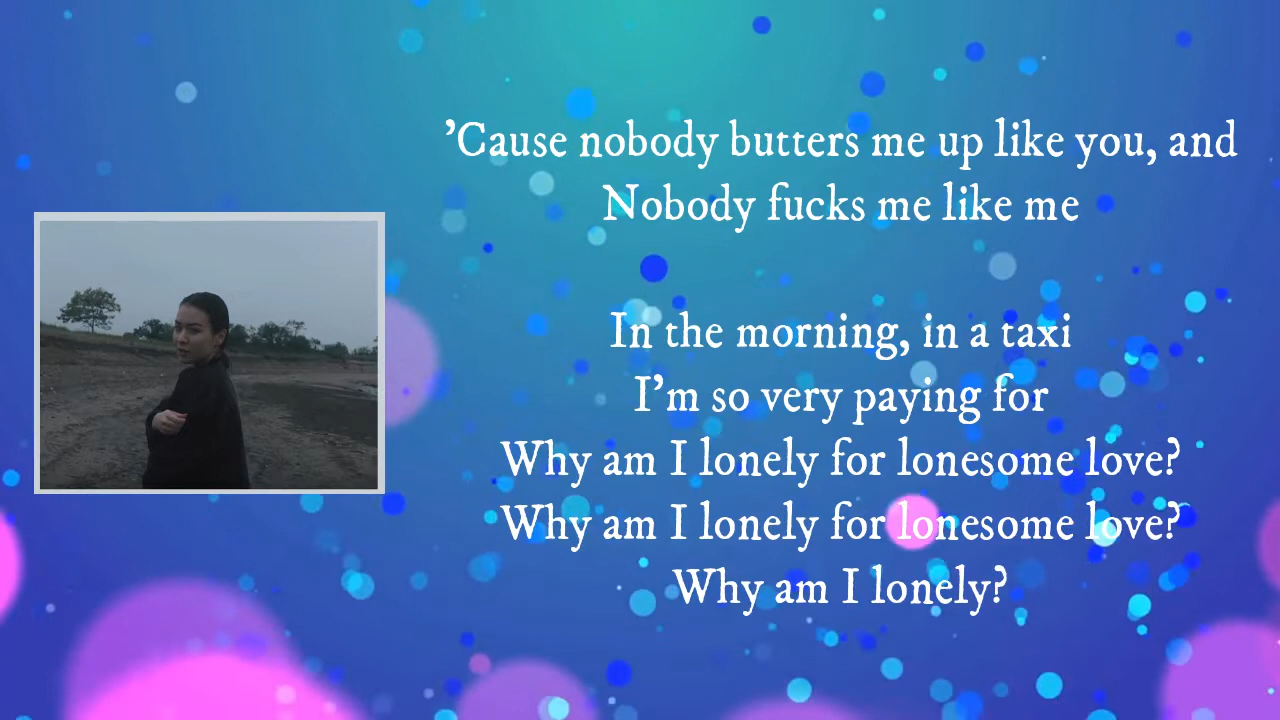 ’Cause nobody butters me up like you, and
Nobody fucks me like me
In the morning, in a taxi
I’m so very paying for
Why am I lonely for lonesome love?
Why am I lonely for lonesome love?
Why am I lonely?